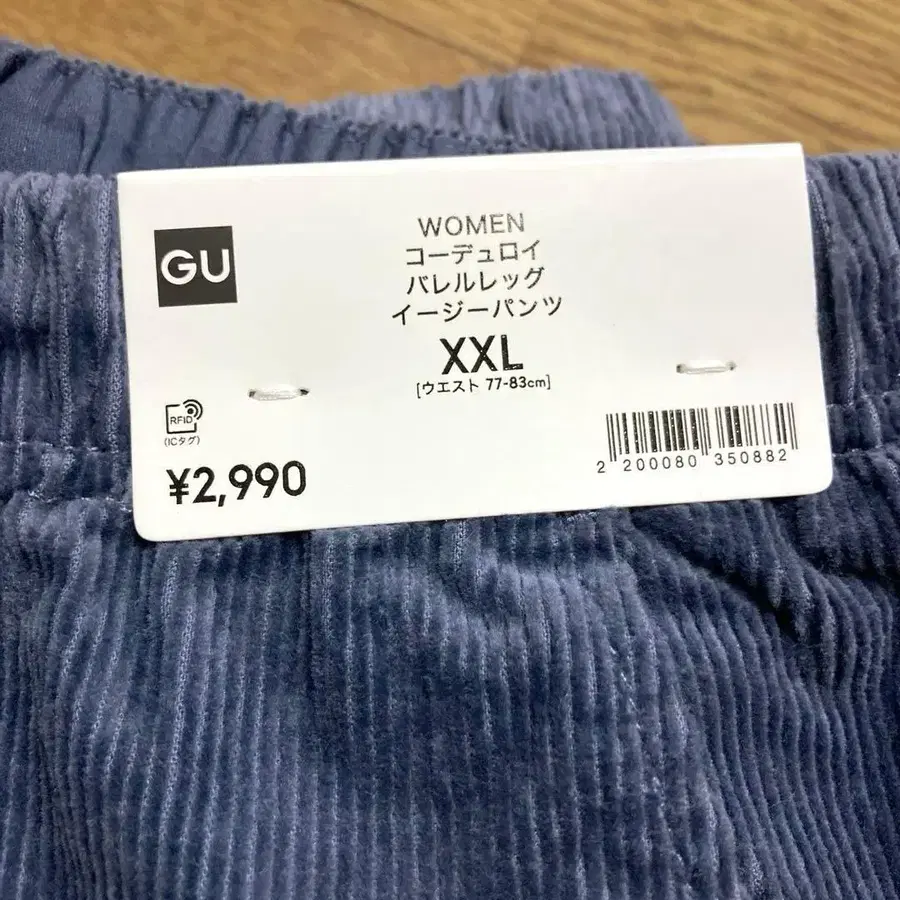 GU
WOMEN
コーデュロイ
バレルレッグ
イージーパンツ
XXL
[ウエスト 77-83cm]
RFID
(ICタグ)
¥2,990
2 200080 350882